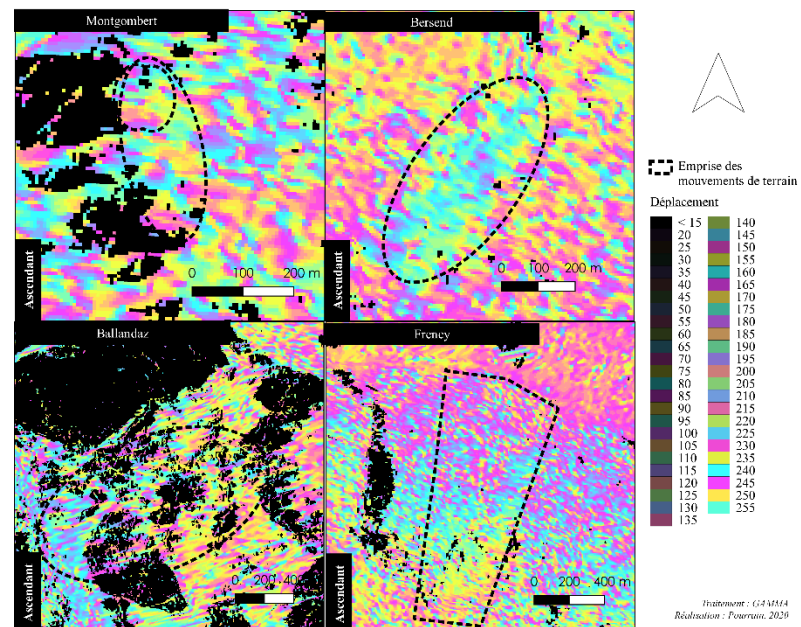 Montgombert
Bersend
Ascendant
0 100 200 m
Ascendant
0 100 200 m
Ballandaz
Freney
Ascendant
0 200 400 m
Ascendant
0 200 400 m
Emprise des
mouvements de terrain
Déplacement
< 15 140
20 145
25 150
30 155
35 160
40 165
45 170
50 175
55 180
60 185
65 190
70 195
75 200
80 205
85 210
90 215
95 220
100 225
105 230
110 235
115 240
120 245
125 250
130 255
135
Traitement : GAMMA
Réalisation : Pourrain, 2020